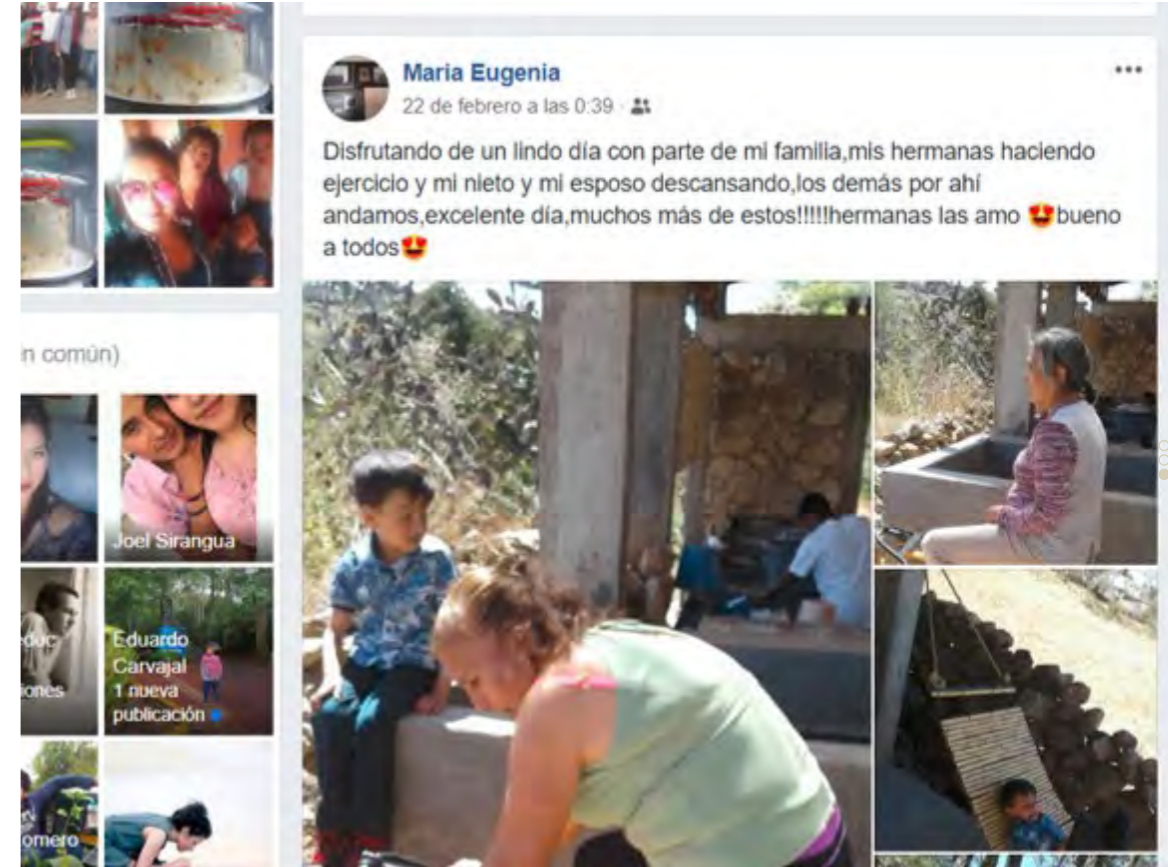 Maria Eugenia
22 de febrero a las 0:39 ·
Disfrutando de un lindo día con parte de mi familia,mis hermanas haciendo
ejercicio y mi nieto y mi esposo descansando,los demás por ahí
andamos,excelente día,muchos más de estos!!!!!hermanas las amo 😍bueno
a todos😍
n común)
Joel Sirangua
educ
iones
Eduardo
Carvajal
1 nueva
publicación
omero